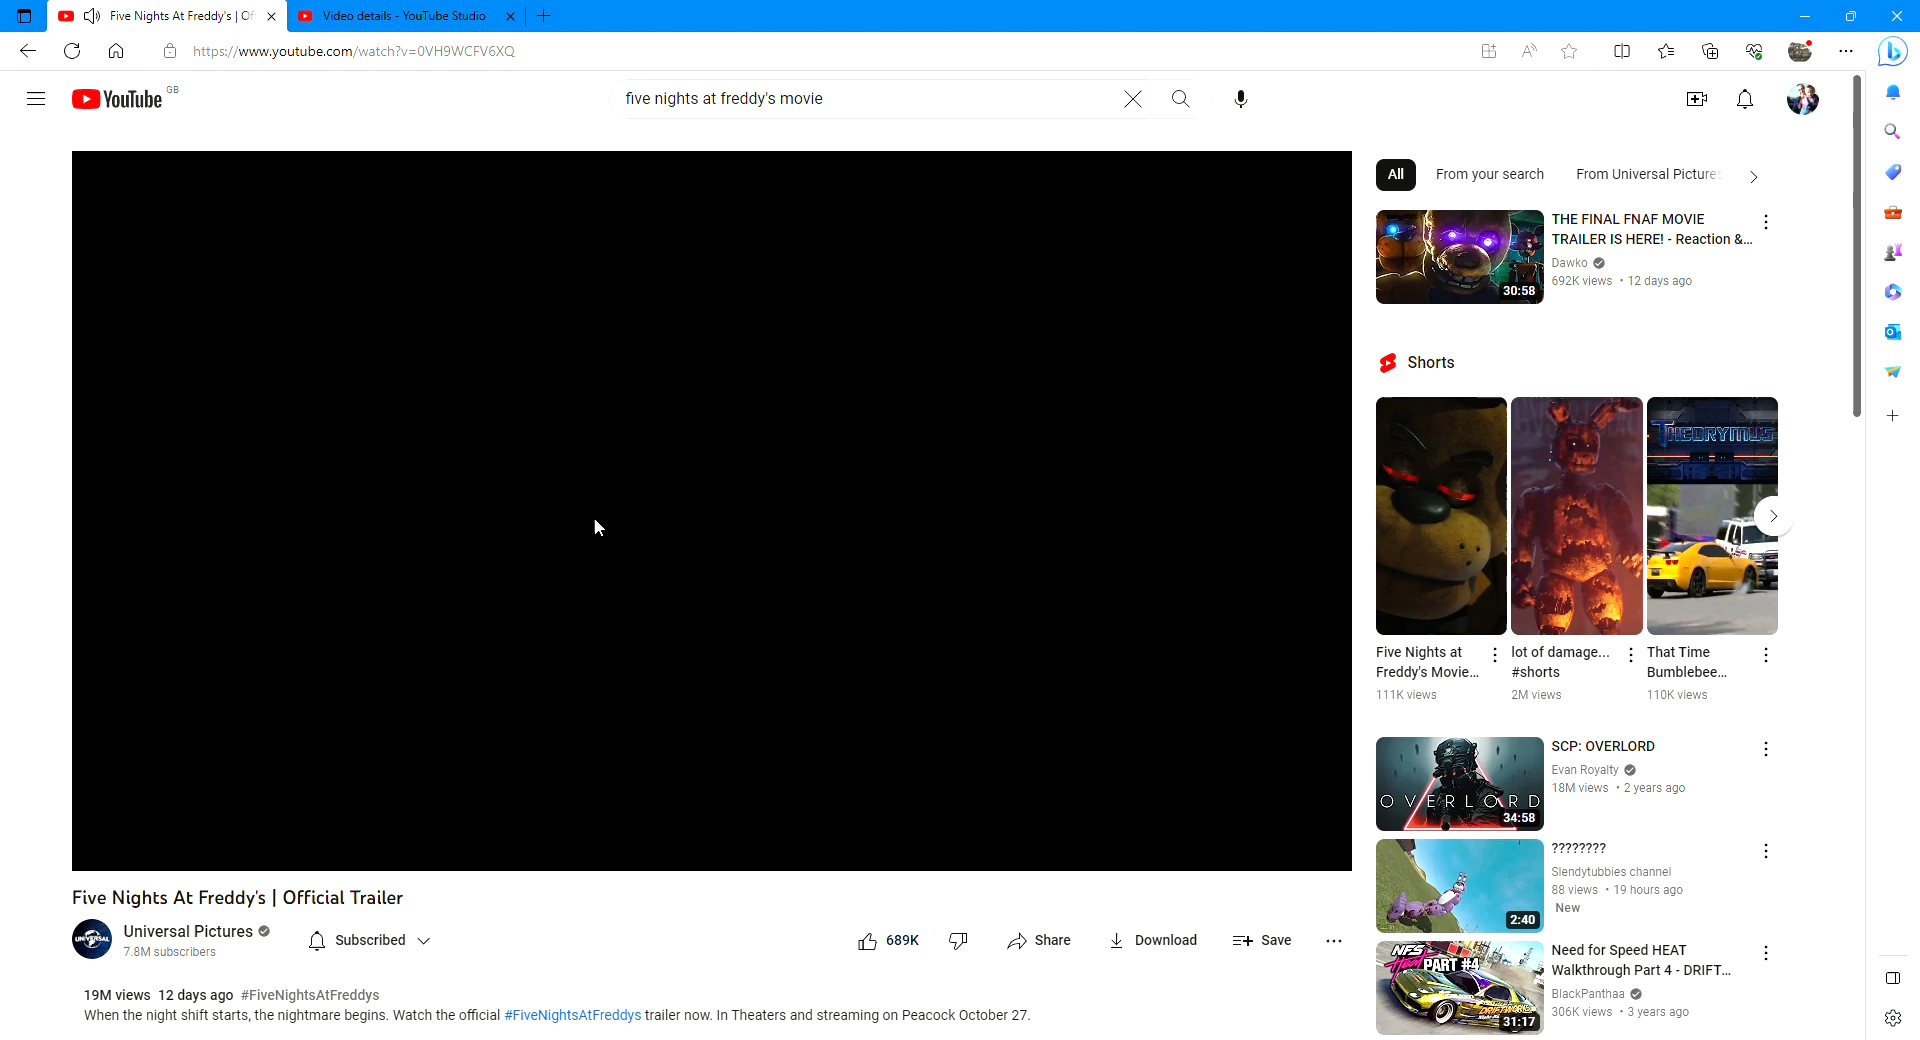 Five Nights At Freddy's | Of
Video details - YouTube Studio
https://www.youtube.com/watch?v=0VH9WCFV6XQ
YouTube GB
five nights at freddy's movie
All
From your search
From Universal Pictures
THE FINAL FNAF MOVIE
TRAILER IS HERE! - Reaction &...
Dawko
692K views • 12 days ago
30:58
Shorts
THEORYMUS
Five Nights at
Freddy's Movie...
111K views
lot of damage...
#shorts
2M views
That Time
Bumblebee...
110K views
OVERLORD
34:58
SCP: OVERLORD
Evan Royalty
18M views • 2 years ago
2:40
????????
Slendytubbies channel
88 views • 19 hours ago
New
NFS
Heat
PART #4
31:17
Need for Speed HEAT
Walkthrough Part 4 - DRIFT...
BlackPanthaa
306K views • 3 years ago
Five Nights At Freddy's | Official Trailer
UNIVERSAL
Universal Pictures
7.8M subscribers
Subscribed
689K
Share
Download
Save
19M views 12 days ago #FiveNightsAtFreddys
When the night shift starts, the nightmare begins. Watch the official #FiveNightsAtFreddys trailer now. In Theaters and streaming on Peacock October 27.